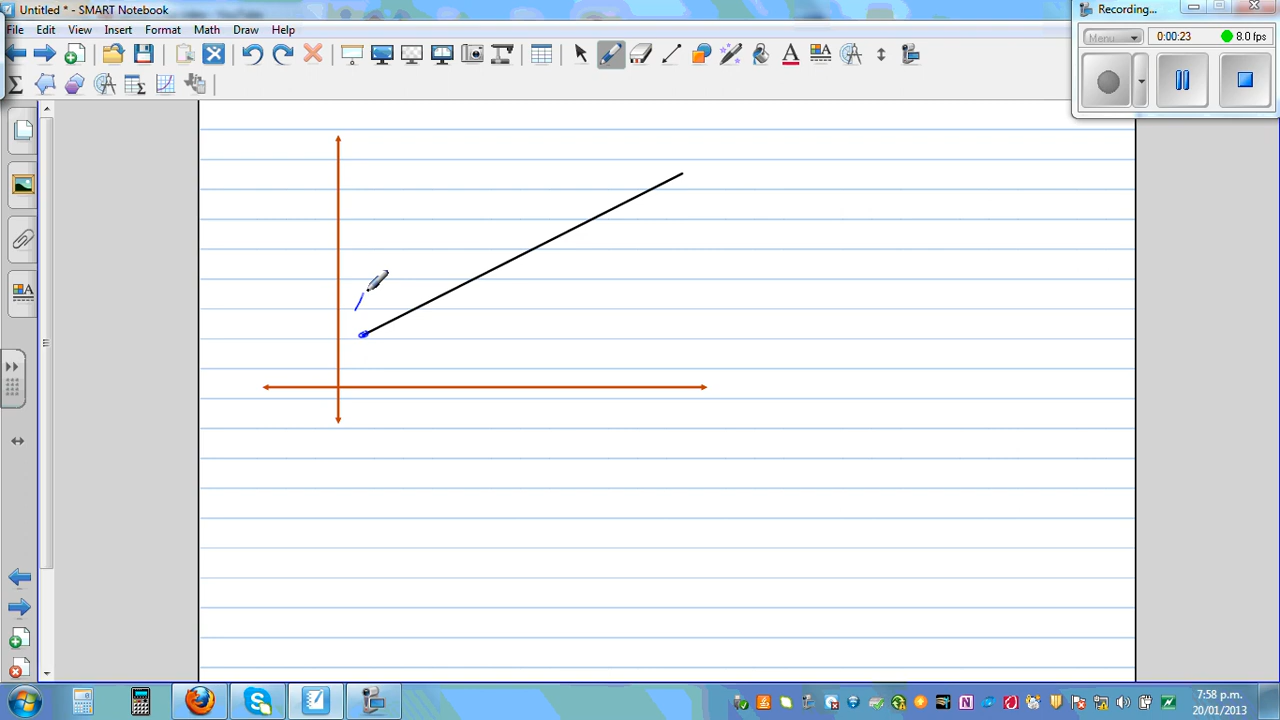 Untitled * - SMART Notebook
Recording...
File Edit View Insert Format Math Draw Help
Menu 0:00:23 8.0 fps
7:58 p.m.
20/01/2013